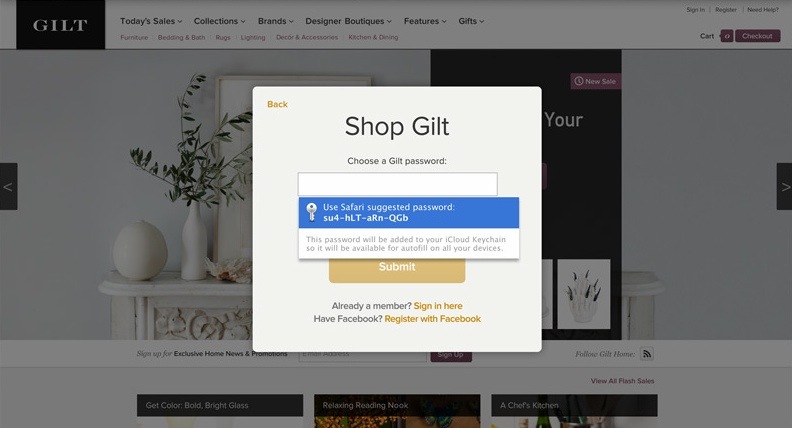 GILT
Today's Sales Collections Brands Designer Boutiques Features Gifts
Sign In Register Need Help?
Furniture Bedding & Bath Rugs Lighting Decór & Accessories Kitchen & Dining
Cart 0 Checkout
New Sale
Your
<
>
Back
Shop Gilt
Choose a Gilt password:
Use Safari suggested password:
su4-hLT-aRn-QGb
This password will be added to your iCloud Keychain
so it will be available for autofill on all your devices.
Submit
Already a member? Sign in here
Have Facebook? Register with Facebook
Sign up for Exclusive Home News & Promotions
Email Address
Sign Up
Follow Gilt Home:
View All Flash Sales
Get Color: Bold, Bright Glass
Relaxing Reading Nook
A Chef's Kitchen